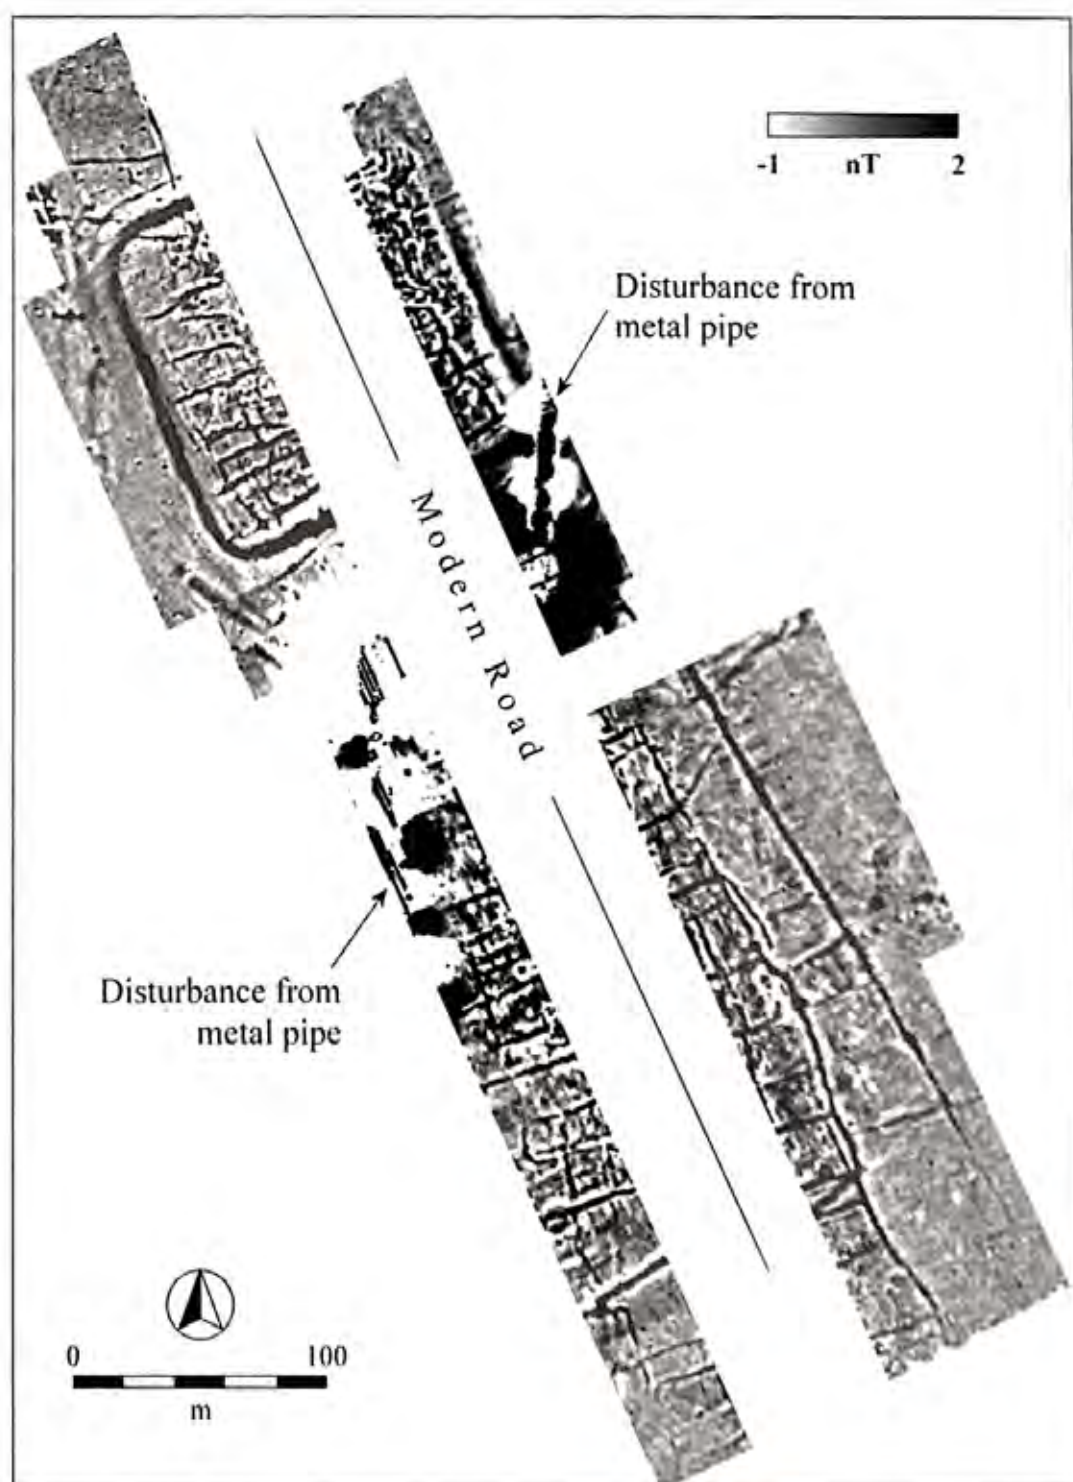 -1 nT 2
Disturbance from
metal pipe
Modern Road
Disturbance from
metal pipe
0 100
m